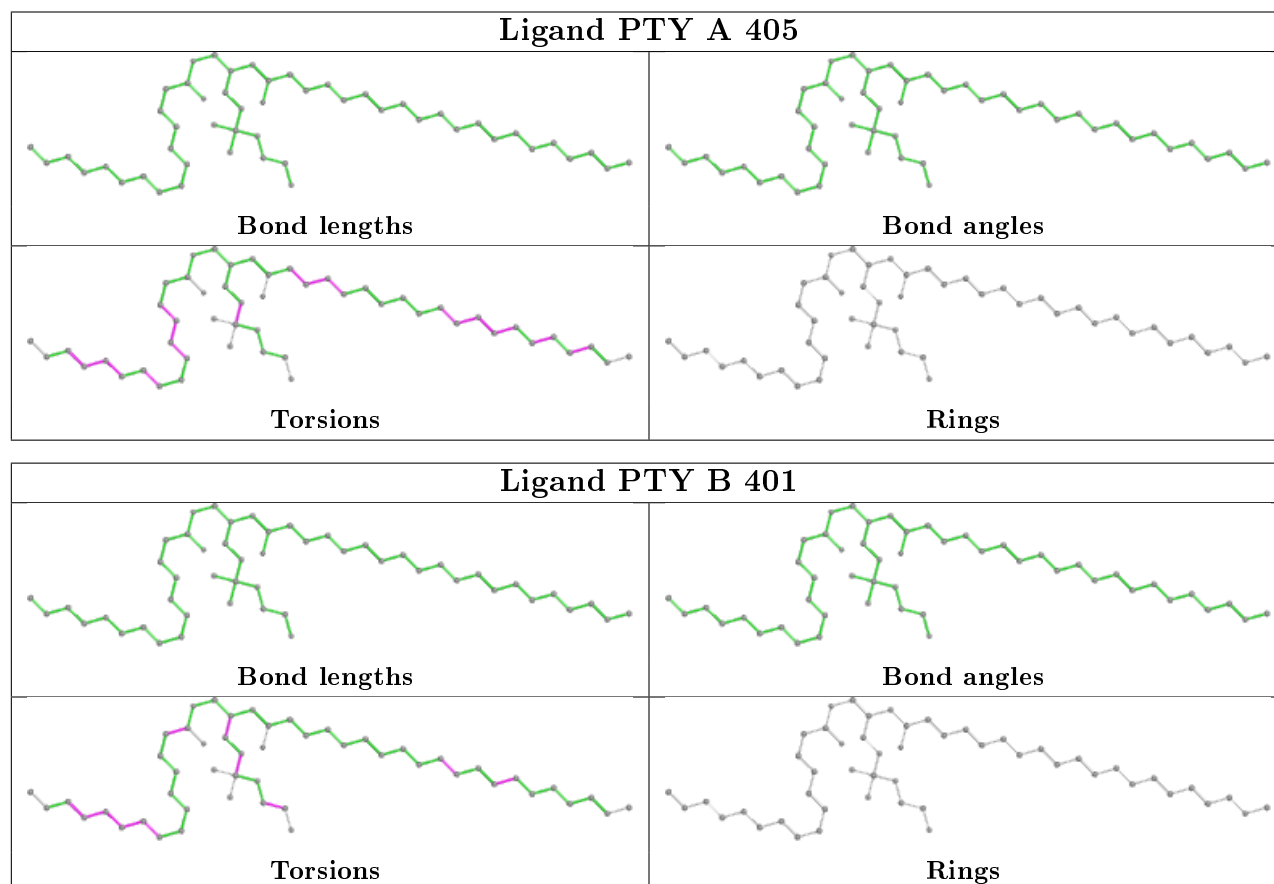 Ligand PTY A 405
Bond lengths
Bond angles
Torsions
Rings
Ligand PTY B 401
Bond lengths
Bond angles
Torsions
Rings